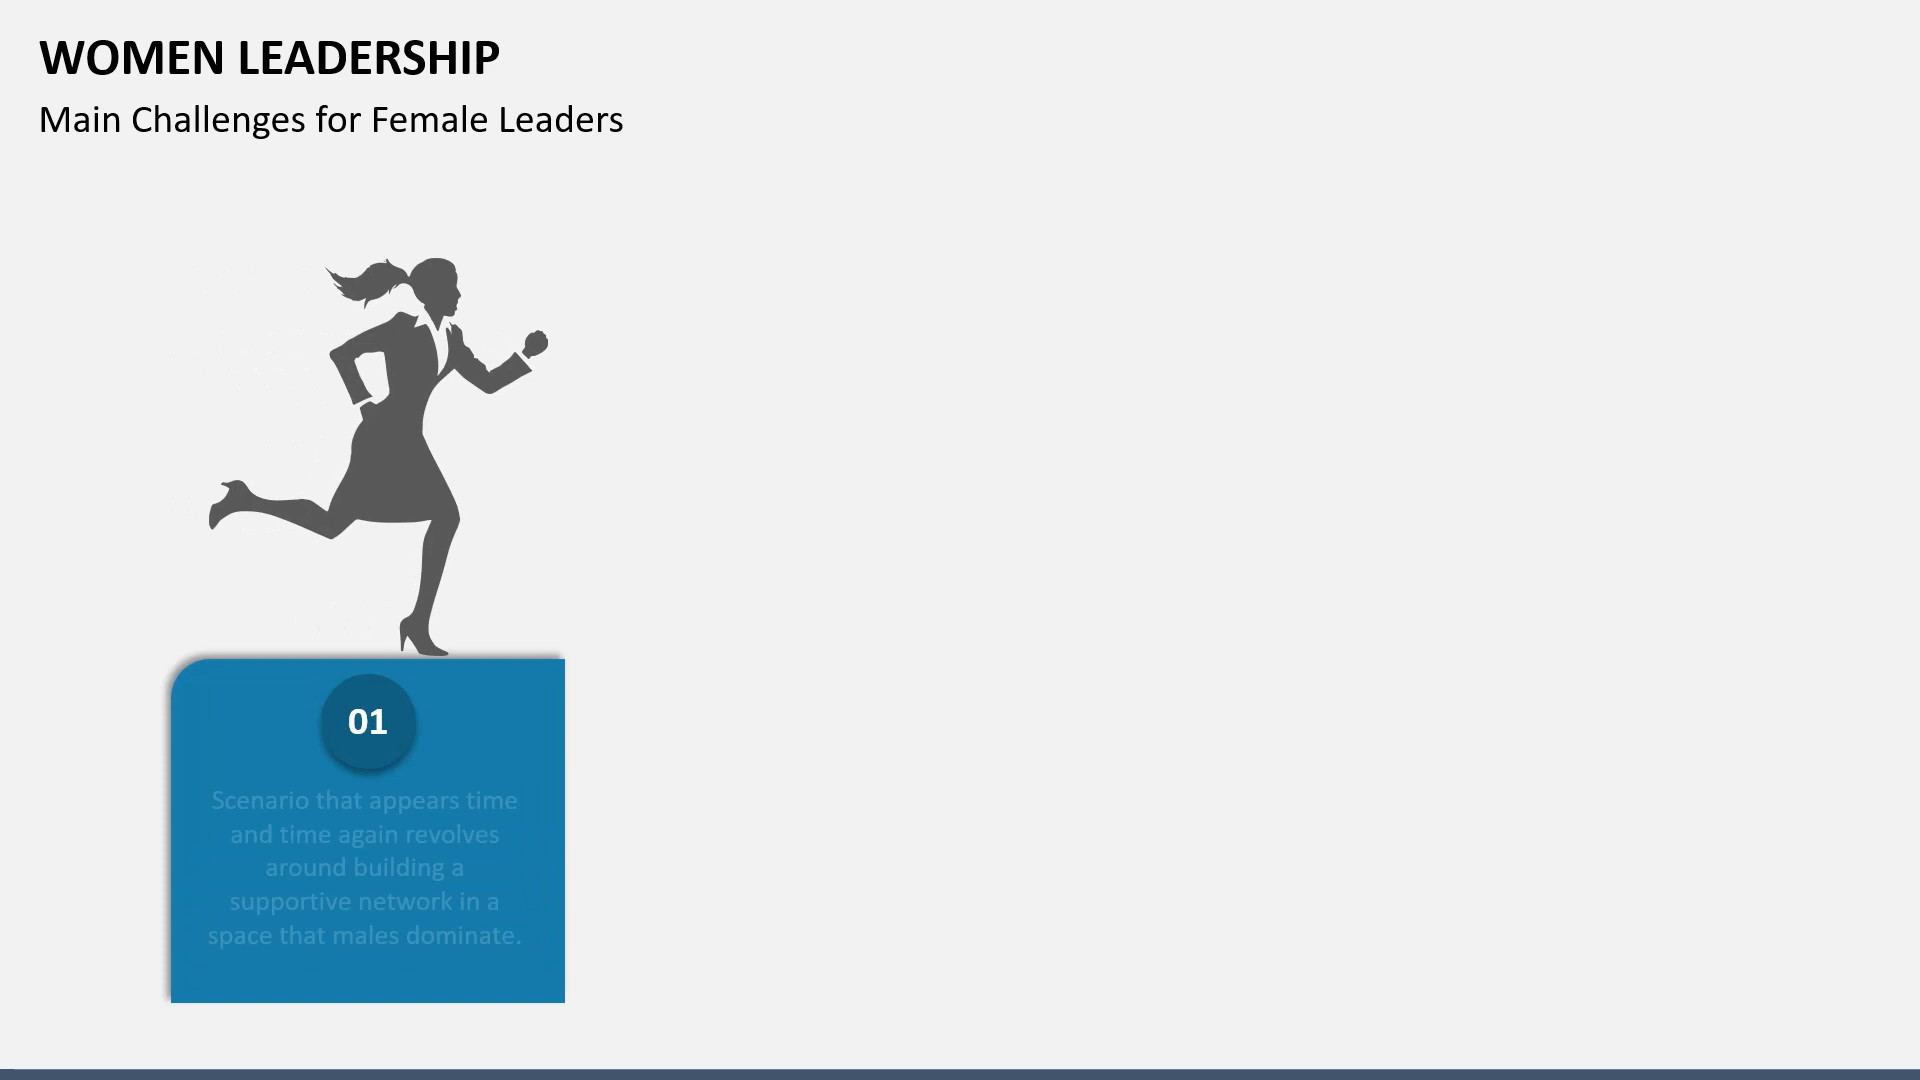 WOMEN LEADERSHIP
Main Challenges for Female Leaders
01
Scenario that appears time
and time again revolves
around building a
supportive network in a
space that males dominate.